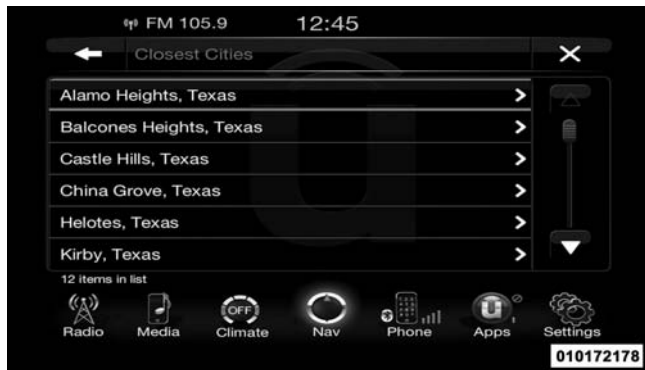 FM 105.9 12:45
Closest Cities
Alamo Heights, Texas
Balcones Heights, Texas
Castle Hills, Texas
China Grove, Texas
Helotes, Texas
Kirby, Texas
12 items in list
OFF
Radio Media Climate Nav Phone Apps Settings
010172178